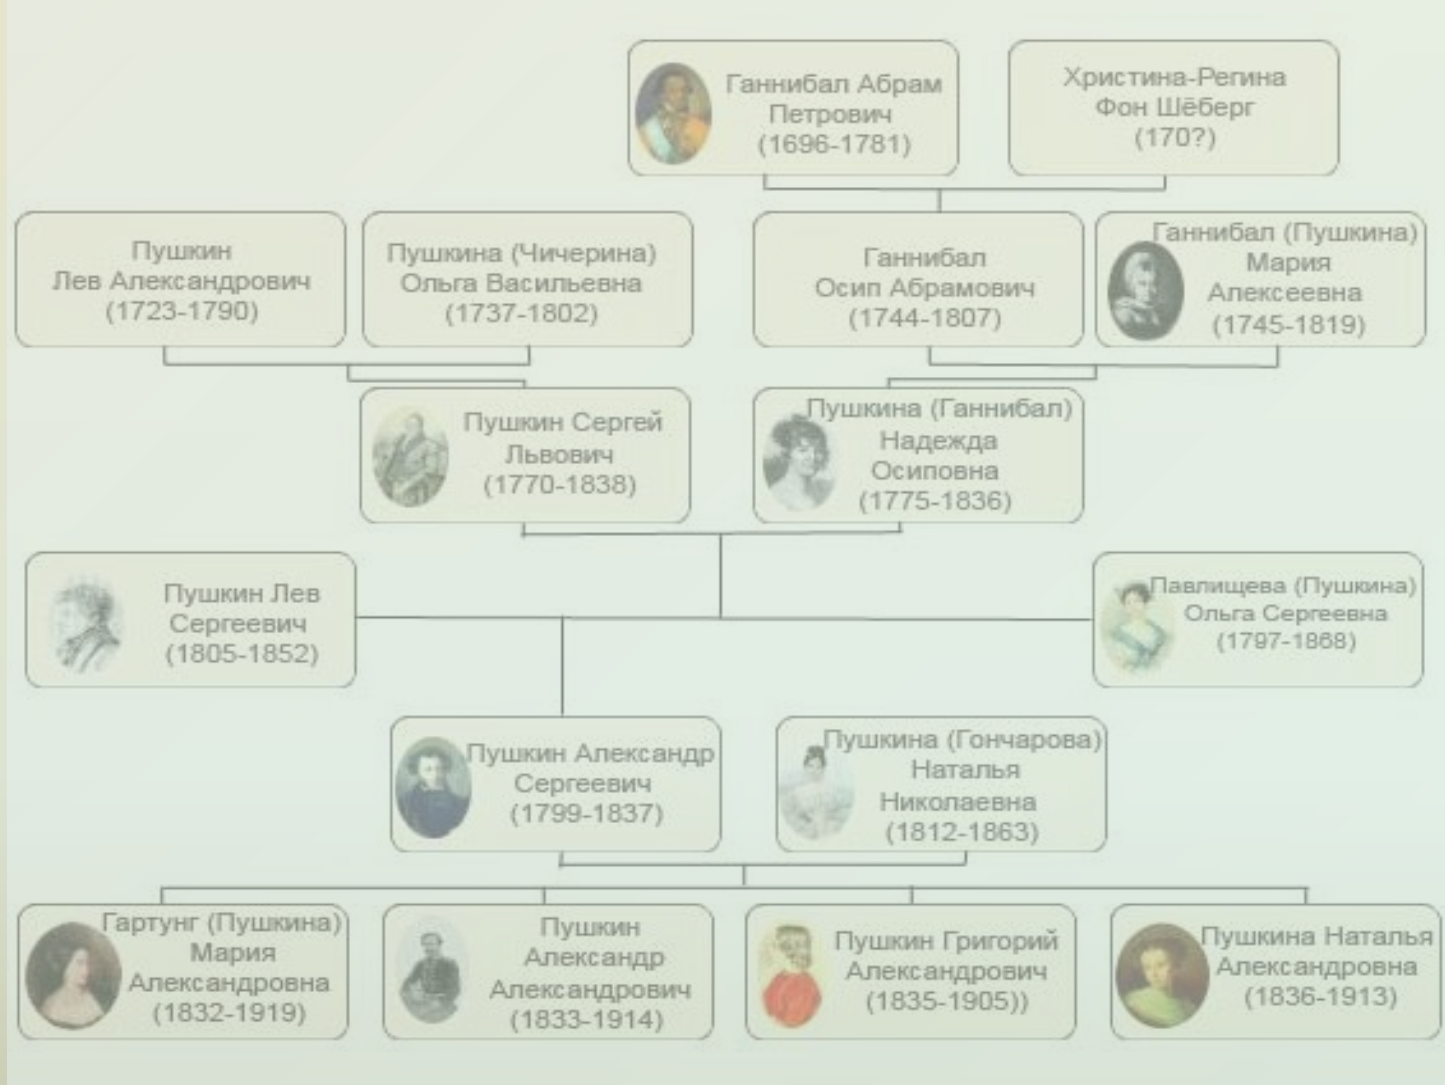 Ганнибал Абрам
Петрович
(1696-1781)
Христина-Регина
Фон Шёберг
(170?)
Пушкин
Лев Александрович
(1723-1790)
Пушкина (Чичерина)
Ольга Васильевна
(1737-1802)
Ганнибал
Осип Абрамович
(1744-1807)
Ганнибал (Пушкина)
Мария
Алексеевна
(1745-1819)
Пушкин Сергей
Львович
(1770-1838)
Пушкина (Ганнибал)
Надежда
Осиповна
(1775-1836)
Пушкин Лев
Сергеевич
(1805-1852)
Павлищева (Пушкина)
Ольга Сергеевна
(1797-1868)
Пушкин Александр
Сергеевич
(1799-1837)
Пушкина (Гончарова)
Наталья
Николаевна
(1812-1863)
Гартунг (Пушкина)
Мария
Александровна
(1832-1919)
Пушкин
Александр
Александрович
(1833-1914)
Пушкин Григорий
Александрович
(1835-1905))
Пушкина Наталья
Александровна
(1836-1913)